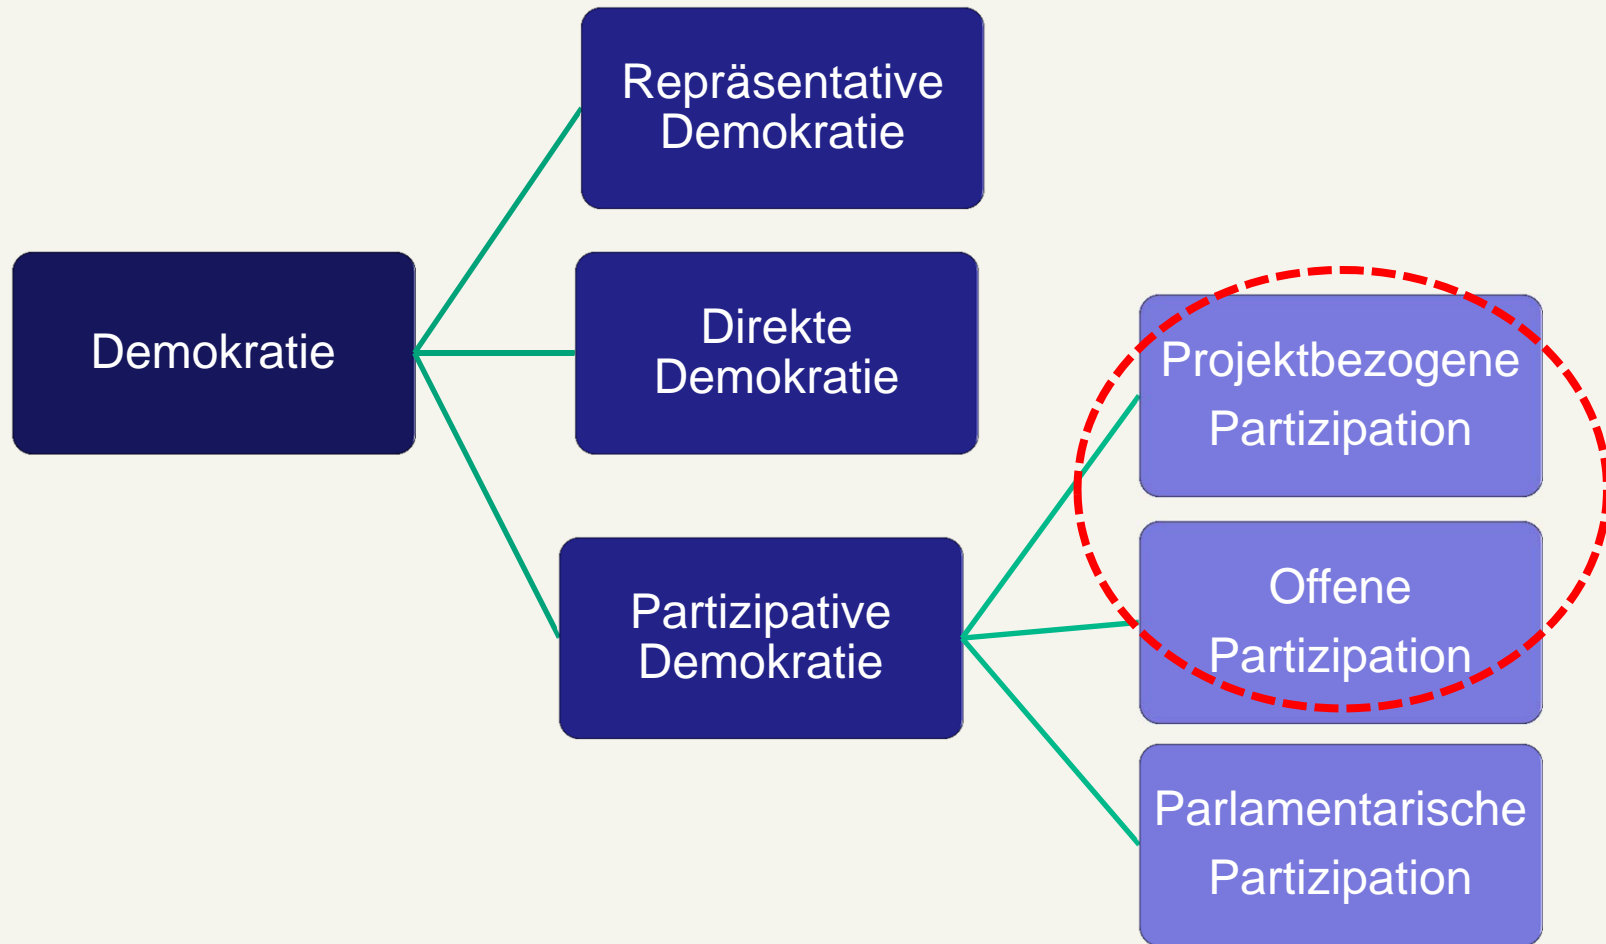 Demokratie
Repräsentative
Demokratie
Direkte
Demokratie
Partizipative
Demokratie
Projektbezogene
Partizipation
Offene
Partizipation
Parlamentarische
Partizipation